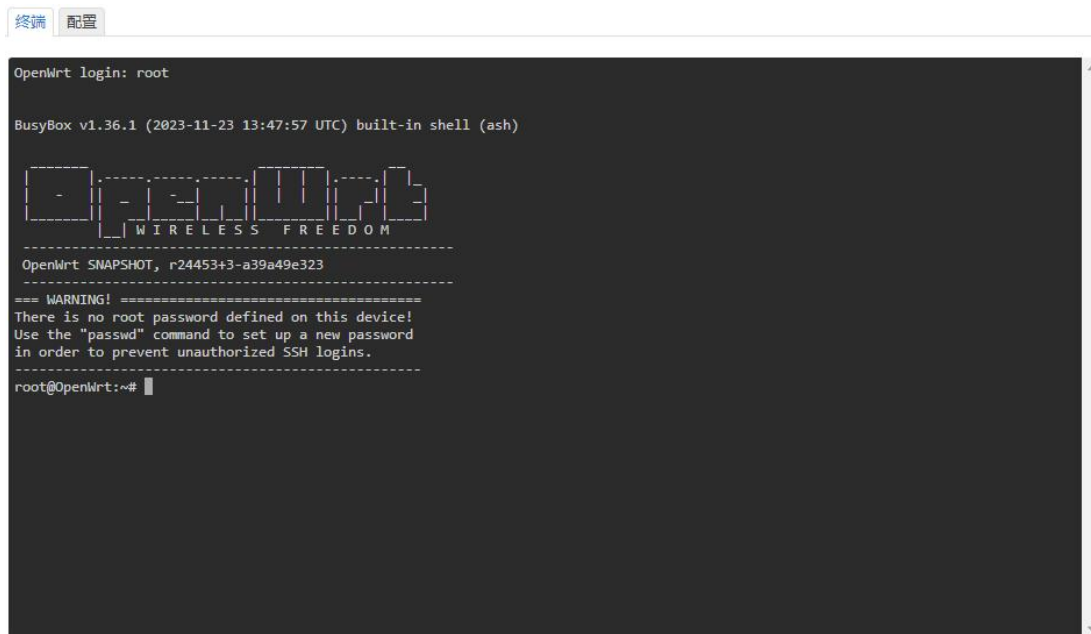 终端 配置
OpenWrt login: root
BusyBox v1.36.1 (2023-11-23 13:47:57 UTC) built-in shell (ash)
OpenWrt
W I R E L E S S   F R E E D O M
-----------------------------------------------------
OpenWrt SNAPSHOT, r24453+3-a39a49e323
-----------------------------------------------------
=== WARNING! =====================================
There is no root password defined on this device!
Use the "passwd" command to set up a new password
in order to prevent unauthorized SSH logins.
--------------------------------------------------
root@OpenWrt:~#